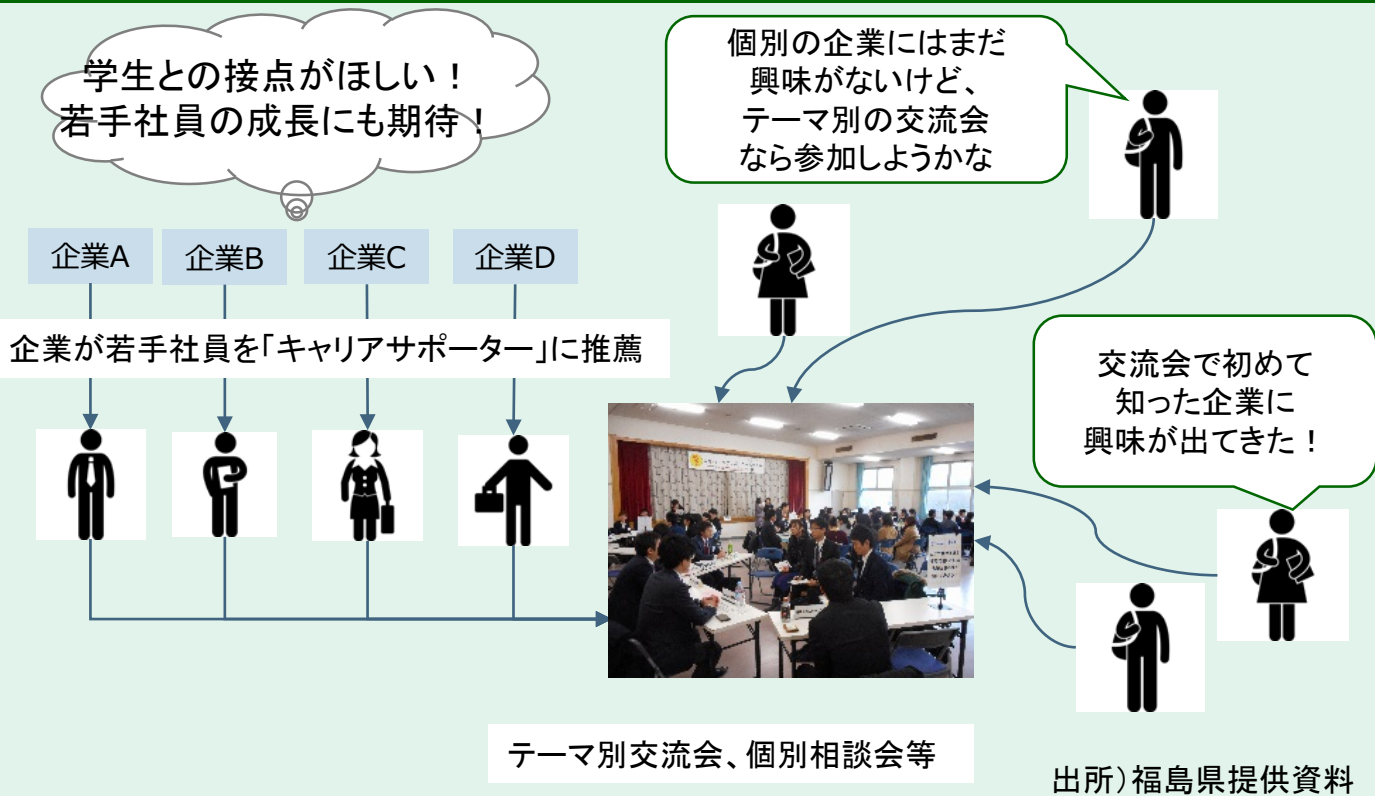 学生との接点がほしい!
若手社員の成長にも期待!
個別の企業にはまだ
興味がないけど、
テーマ別の交流会
なら参加しようかな
企業A
企業B
企業C
企業D
企業が若手社員を「キャリアサポーター」に推薦
交流会で初めて
知った企業に
興味が出てきた!
テーマ別交流会、個別相談会等
出所)福島県提供資料